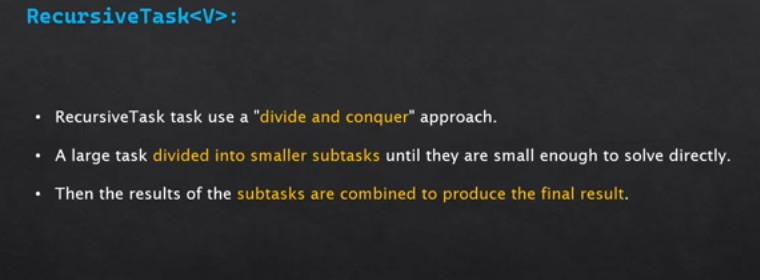 RecursiveTask<V>:
• RecursiveTask task use a "divide and conquer" approach.
• A large task divided into smaller subtasks until they are small enough to solve directly.
• Then the results of the subtasks are combined to produce the final result.